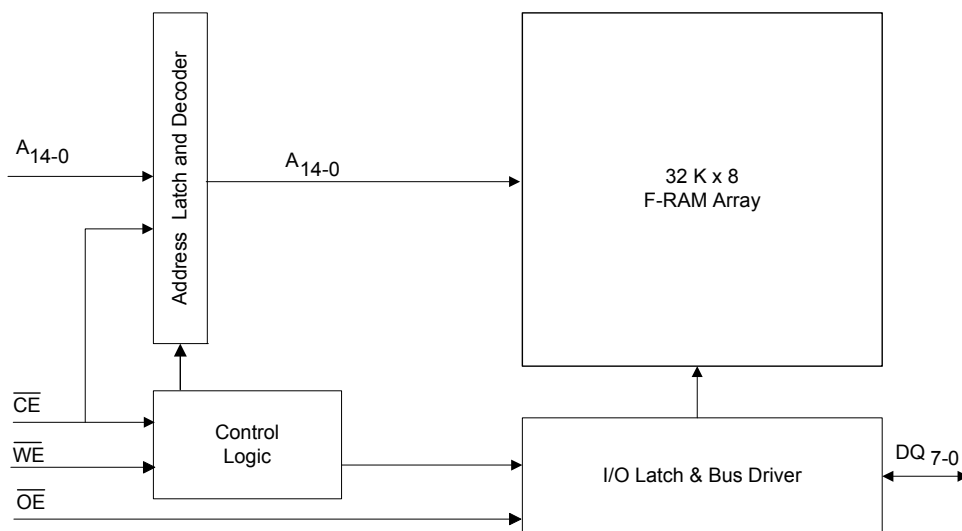 Address Latch and Decoder
A14-0
A14-0
32 K x 8
F-RAM Array
CE
WE
OE
Control
Logic
I/O Latch & Bus Driver
DQ 7-0